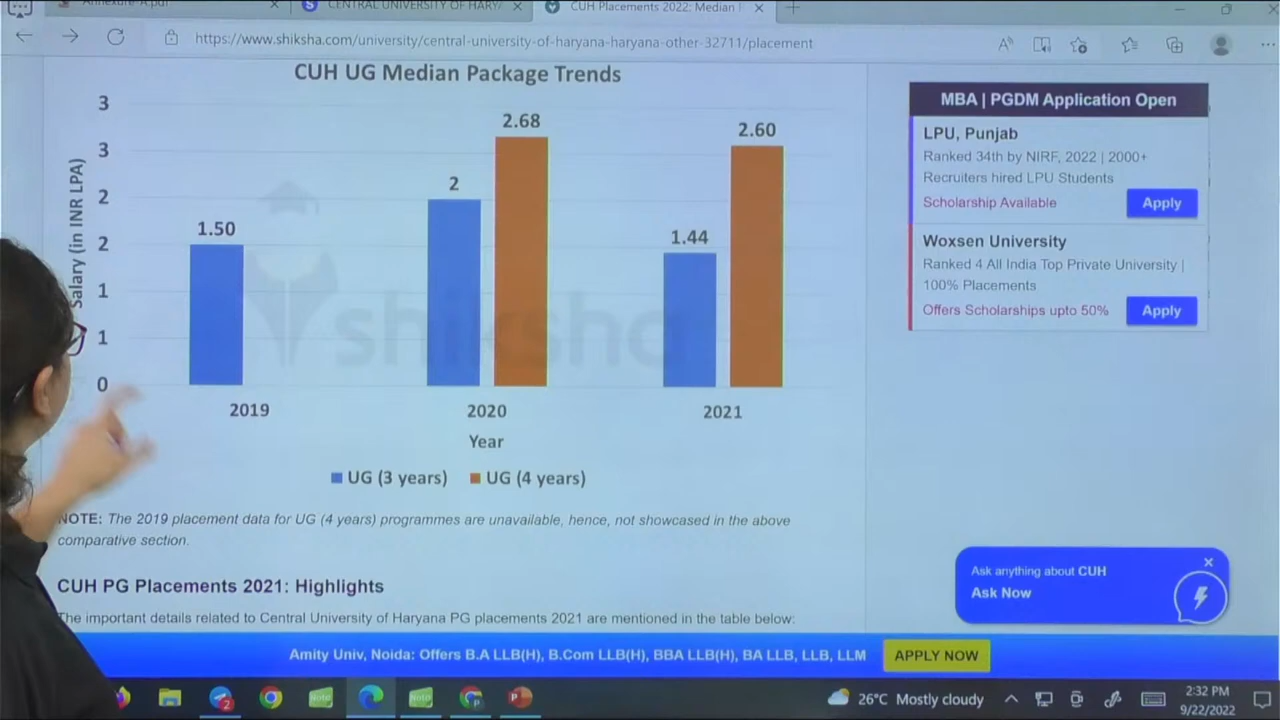 Annexure-A.pdf
CENTRAL UNIVERSITY OF HARYA
CUH Placements 2022: Median
https://www.shiksha.com/university/central-university-of-haryana-haryana-other-32711/placement
CUH UG Median Package Trends
3
3
2
2
1
1
0
Salary (in INR LPA)
1.50
2
2.68
1.44
2.60
shiksha
2019
2020
2021
Year
UG (3 years)
UG (4 years)
NOTE: The 2019 placement data for UG (4 years) programmes are unavailable, hence, not showcased in the above
comparative section.
CUH PG Placements 2021: Highlights
The important details related to Central University of Haryana PG placements 2021 are mentioned in the table below:
MBA | PGDM Application Open
LPU, Punjab
Ranked 34th by NIRF, 2022 | 2000+
Recruiters hired LPU Students
Scholarship Available
Apply
Woxsen University
Ranked 4 All India Top Private University |
100% Placements
Offers Scholarships upto 50%
Apply
Ask anything about CUH
Ask Now
Amity Univ, Noida: Offers B.A LLB(H), B.Com LLB(H), BBA LLB(H), BA LLB, LLB, LLM
APPLY NOW
2
Note
Note
26°C Mostly cloudy
2:32 PM
9/22/2022